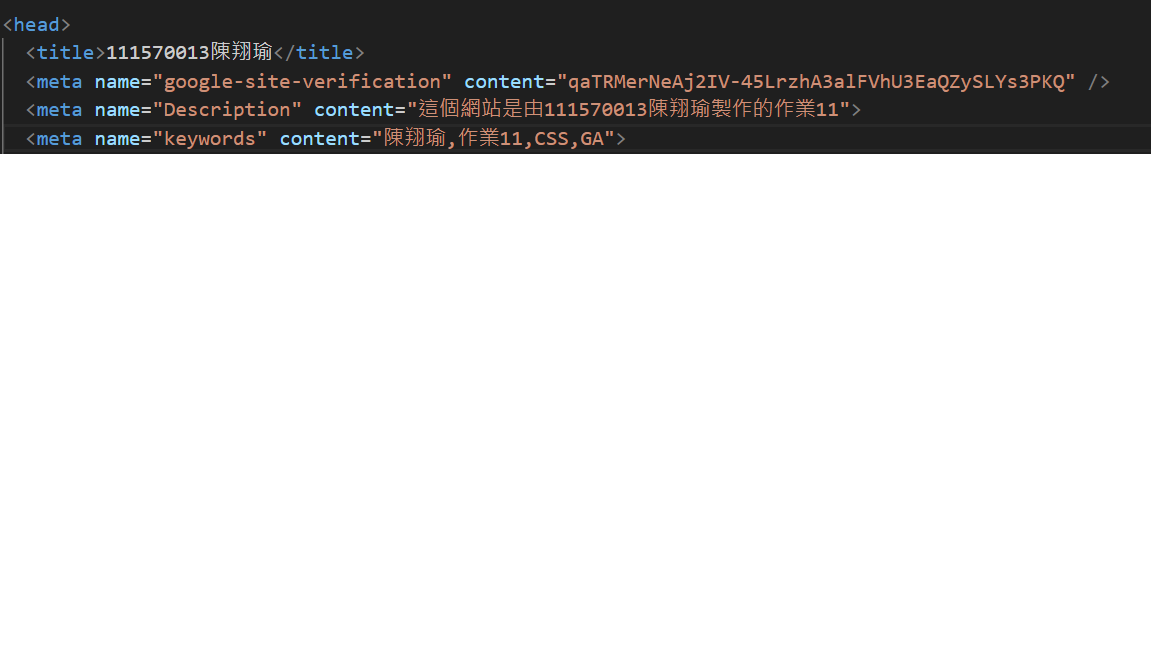 <head>
<title>111570013陳翔瑜</title>
<meta name="google-site-verification" content="qaTRMerNeAj2IV-45LrzhA3alFVhU3EaQZySLYs3PKQ" />
<meta name="Description" content="這個網站是由111570013陳翔瑜製作的作業11">
<meta name="keywords" content="陳翔瑜,作業11,CSS,GA">